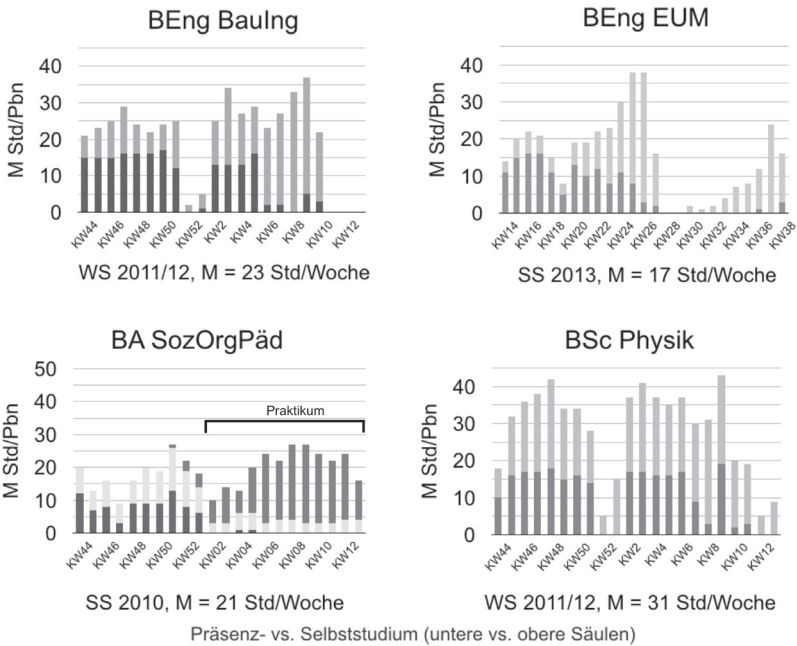 BEng BauIng
M Std/Pbn
40
30
20
10
0
KW44
KW46
KW48
KW50
KW52
KW2
KW4
KW6
KW8
KW10
KW12
WS 2011/12, M = 23 Std/Woche
BEng EUM
M Std/Pbn
40
30
20
10
0
KW14
KW16
KW18
KW20
KW22
KW24
KW26
KW28
KW30
KW32
KW34
KW36
KW38
SS 2013, M = 17 Std/Woche
BA SozOrgPäd
M Std/Pbn
50
40
30
20
10
0
Praktikum
KW44
KW46
KW48
KW50
KW52
KW02
KW04
KW06
KW08
KW10
KW12
SS 2010, M = 21 Std/Woche
BSc Physik
M Std/Pbn
40
30
20
10
0
KW44
KW46
KW48
KW50
KW52
KW2
KW4
KW6
KW8
KW10
KW12
WS 2011/12, M = 31 Std/Woche
Präsenz- vs. Selbststudium (untere vs. obere Säulen)